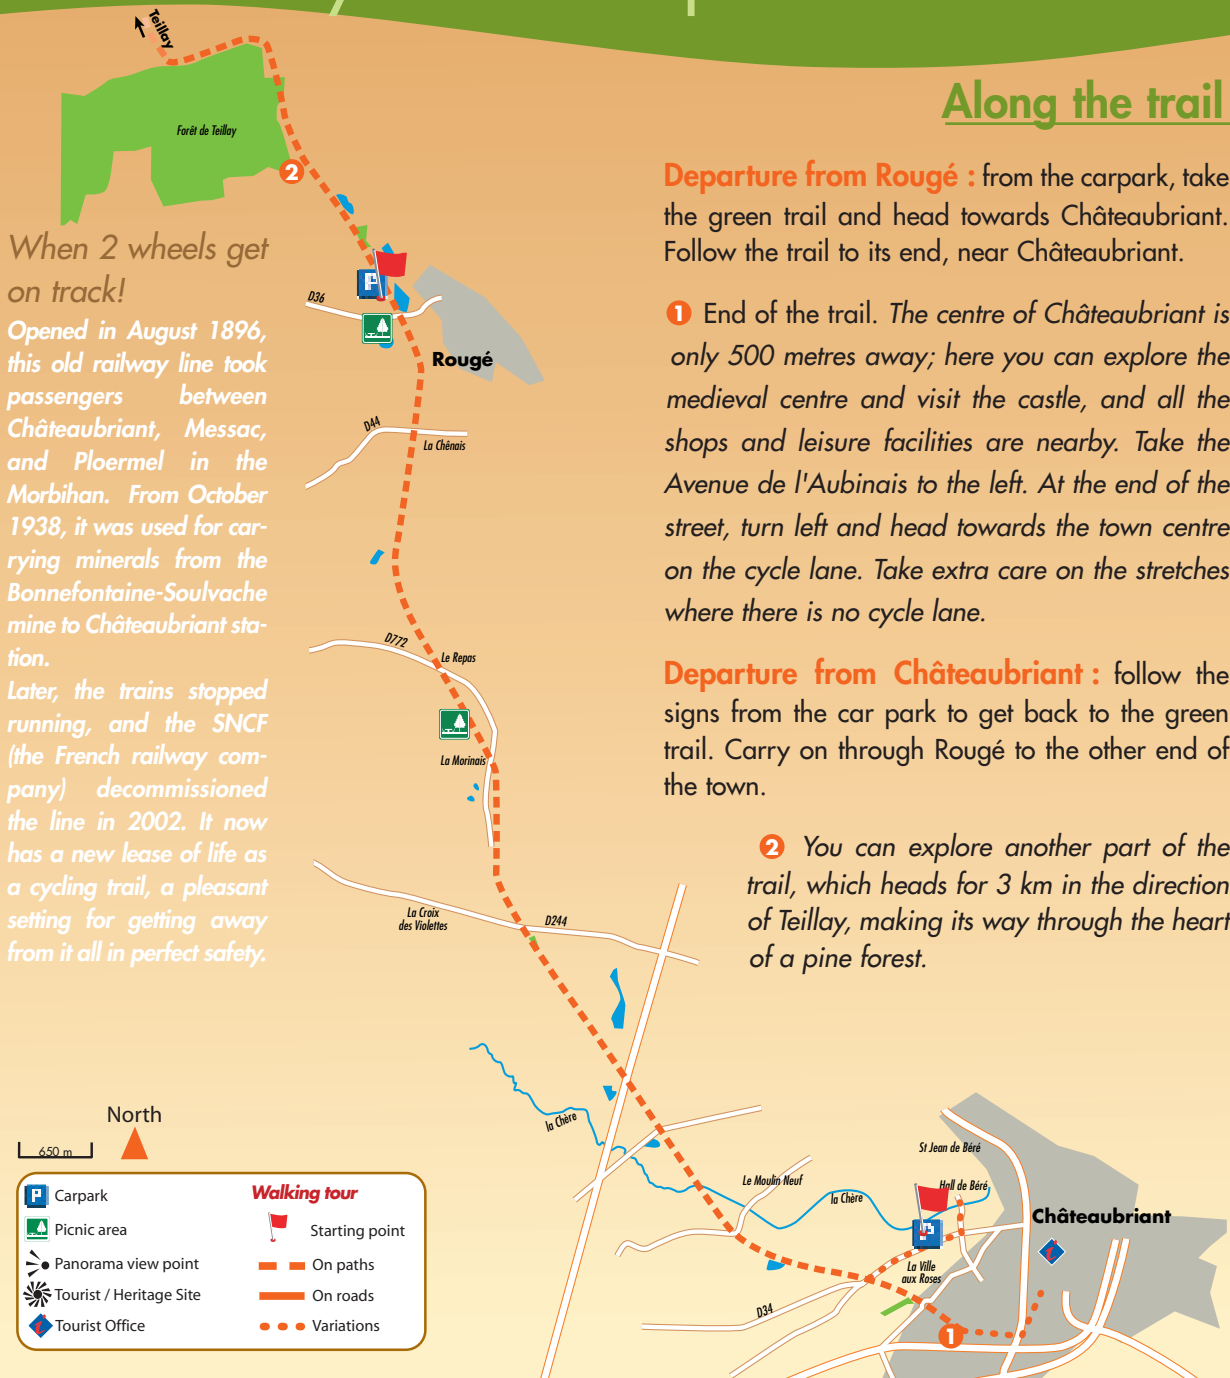 Teillay
Forêt de Teillay
2
When 2 wheels get
on track!
Opened in August 1896,
this old railway line took
passengers between
Châteaubriant, Messac,
and Ploermel in the
Morbihan. From October
1938, it was used for car-
rying minerals from the
Bonnefontaine-Soulvache
mine to Châteaubriant sta-
tion.
Later, the trains stopped
running, and the SNCF
(the French railway com-
pany) decommissioned
the line in 2002. It now
has a new lease of life as
a cycling trail, a pleasant
setting for getting away
from it all in perfect safety.
P
D36
Rougé
D44
La Chênais
D772
Le Repas
La Morinais
La Croix
des Violettes
D244
la Chère
Le Moulin Neuf
la Chère
St Jean de Béré
Hall de Béré
Châteaubriant
P
i
La Ville
aux Roses
D34
1
Along the trail
Departure from Rougé : from the carpark, take
the green trail and head towards Châteaubriant.
Follow the trail to its end, near Châteaubriant.
1 End of the trail. The centre of Châteaubriant is
only 500 metres away; here you can explore the
medieval centre and visit the castle, and all the
shops and leisure facilities are nearby. Take the
Avenue de l'Aubinais to the left. At the end of the
street, turn left and head towards the town centre
on the cycle lane. Take extra care on the stretches
where there is no cycle lane.
Departure from Châteaubriant : follow the
signs from the car park to get back to the green
trail. Carry on through Rougé to the other end of
the town.
2 You can explore another part of the
trail, which heads for 3 km in the direction
of Teillay, making its way through the heart
of a pine forest.
North
650 m
P Carpark
Picnic area
Panorama view point
Tourist / Heritage Site
i Tourist Office
Walking tour
Starting point
On paths
On roads
Variations